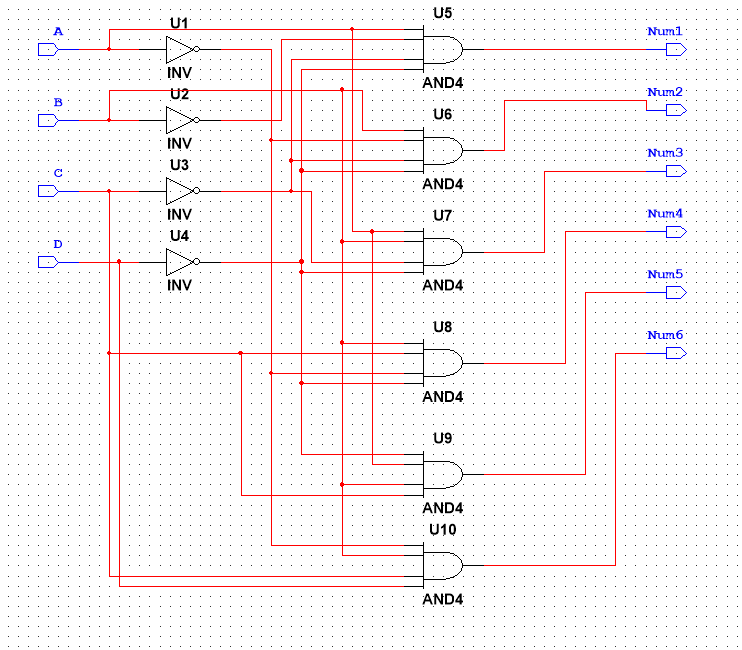 U5
A U1 Num1
INV AND4
U2 Num2
B U6
INV
U3 Num3
C AND4
INV U7 Num4
D U4
INV AND4 Num5
U8 Num6
AND4
U9
AND4
U10
AND4